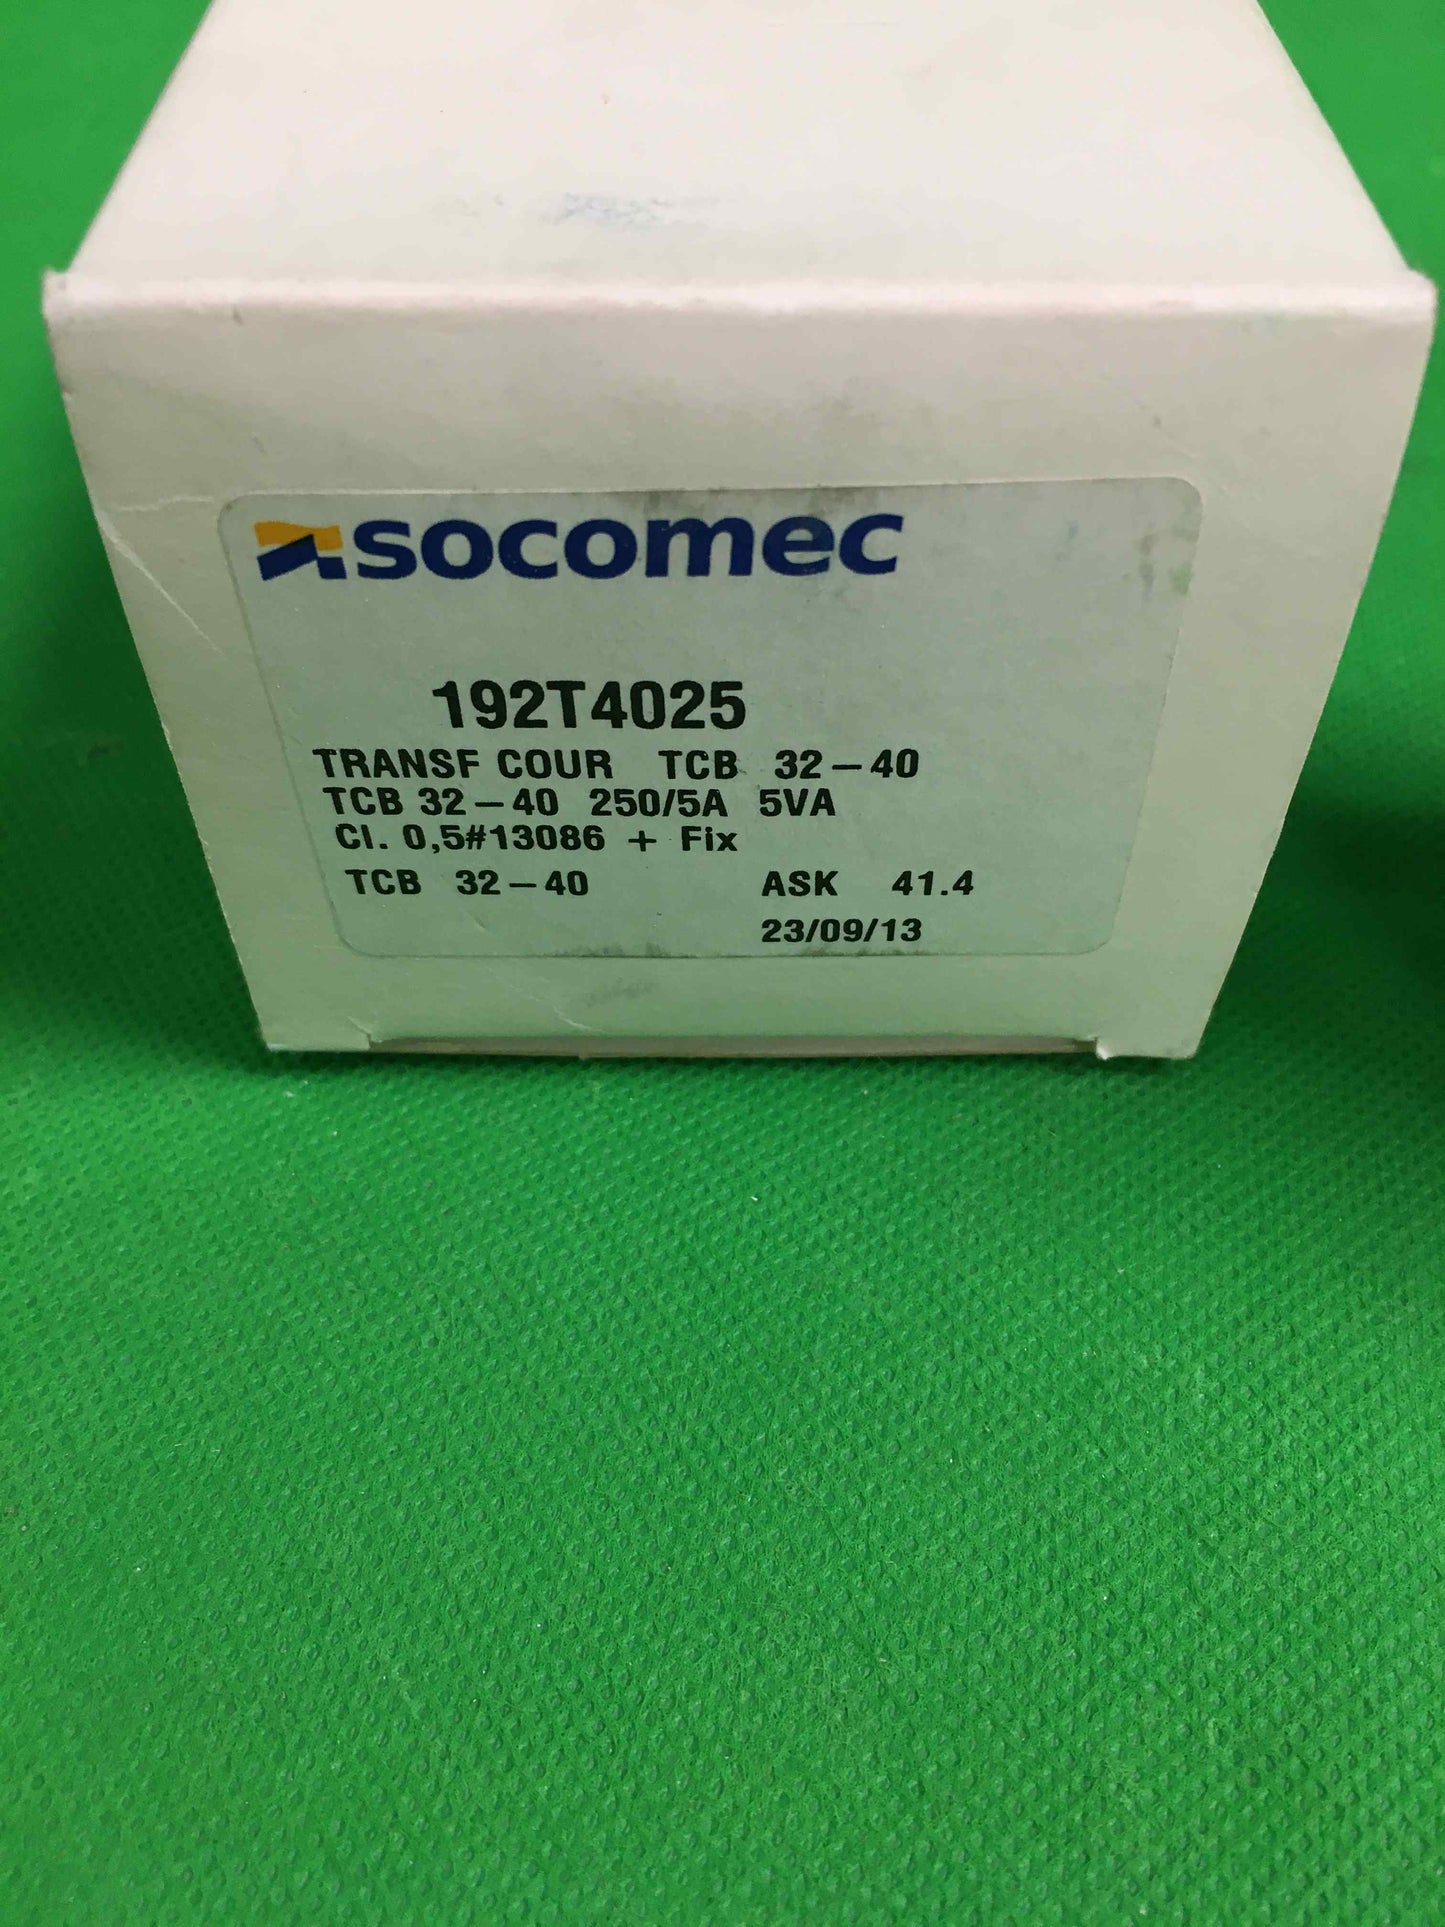 socomec
192T4025
TRANSF COUR TCB 32-40
TCB 32-40 250/5A 5VA
Cl. 0,5#13086 + Fix
TCB 32-40 ASK 41.4
23/09/13